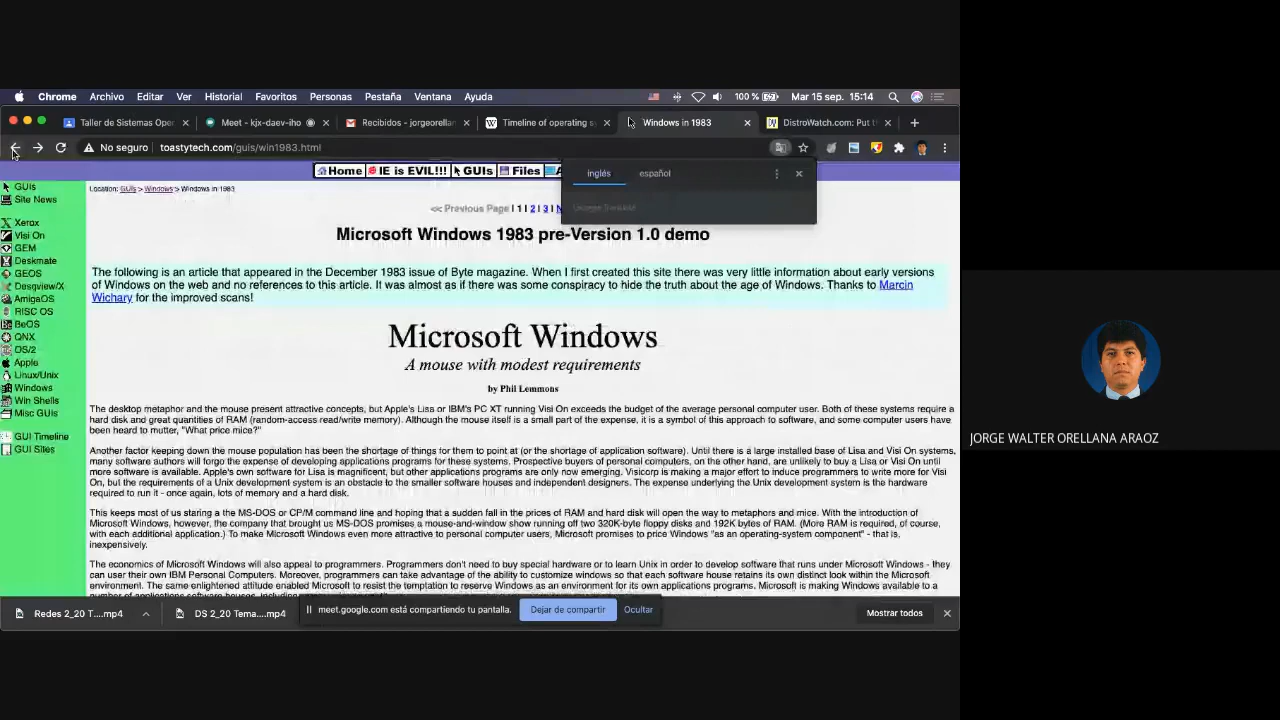 Chrome Archivo Editar Ver Historial Favoritos Personas Pestaña Ventana Ayuda 100 % Mar 15 sep. 15:14
Taller de Sistemas Oper Meet - kjx-daev-iho Recibidos - jorgeorellan Timeline of operating s Windows in 1983 DistroWatch.com: Put t
No seguro toastytech.com/guis/win1983.html
Home IE is EVIL!!! GUIs Files
inglés español
Google Translate
GUIs
Site News
Xerox
Visi On
GEM
Deskmate
GEOS
Desqview/X
AmigaOS
RISC OS
BeOS
QNX
OS/2
Apple
Linux/Unix
Windows
Win Shells
Misc GUIs
GUI Timeline
GUI Sites
Location: GUIs > Windows > Windows in 1983
<< Previous Page | 1 | 2 | 3 | N
Microsoft Windows 1983 pre-Version 1.0 demo
The following is an article that appeared in the December 1983 issue of Byte magazine. When I first created this site there was very little information about early versions
of Windows on the web and no references to this article. It was almost as if there was some conspiracy to hide the truth about the age of Windows. Thanks to Marcin
Wichary for the improved scans!
Microsoft Windows
A mouse with modest requirements
by Phil Lemmons
The desktop metaphor and the mouse present attractive concepts, but Apple's Lisa or IBM's PC XT running Visi On exceeds the budget of the average personal computer user. Both of these systems require a
hard disk and great quantities of RAM (random-access read/write memory). Although the mouse itself is a small part of the expense, it is a symbol of this approach to software, and some computer users have
been heard to mutter, "What price mice?"
Another factor keeping down the mouse population has been the shortage of things for them to point at (or the shortage of application software). Until there is a large installed base of Lisa and Visi On systems,
many software authors will forgo the expense of developing applications programs for these systems. Prospective buyers of personal computers, on the other hand, are unlikely to buy a Lisa or Visi On until
more software is available. Apple's own software for Lisa is magnificent, but other applications programs are only now emerging. Visicorp is making a major effort to induce programmers to write more for Visi
On, but the requirements of a Unix development system is an obstacle to the smaller software houses and independent designers. The expense underlying the Unix development system is the hardware
required to run it - once again, lots of memory and a hard disk.
This keeps most of us staring a the MS-DOS or CP/M command line and hoping that a sudden fall in the prices of RAM and hard disk will open the way to metaphors and mice. With the introduction of
Microsoft Windows, however, the company that brought us MS-DOS promises a mouse-and-window show running off two 320K-byte floppy disks and 192K bytes of RAM. (More RAM is required, of course,
with each additional application.) To make Microsoft Windows even more attractive to personal computer users, Microsoft promises to price Windows "as an operating-system component" - that is,
inexpensively.
The economics of Microsoft Windows will also appeal to programmers. Programmers don't need to buy special hardware or to learn Unix in order to develop software that runs under Microsoft Windows - they
can user their own IBM Personal Computers. Moreover, programmers can take advantage of the ability to customize windows so that each software house retains its own distinct look within the Microsoft
environment. The same enlightened attitude enabled Microsoft to resist the temptation to reserve Windows as an environment for its own application programs. Microsoft is making Windows available to a
Redes 2_20 T....mp4 DS 2_20 Tema....mp4 meet.google.com está compartiendo tu pantalla. Dejar de compartir Ocultar Mostrar todos
JORGE WALTER ORELLANA ARAOZ